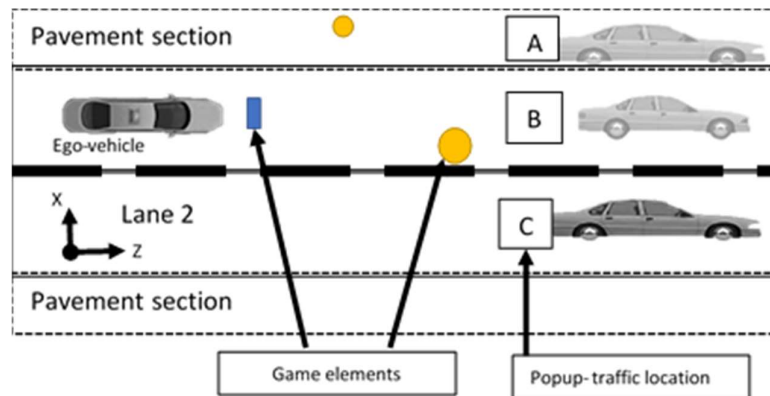 Pavement section
A
B
Ego-vehicle
X
Lane 2
C
Z
Pavement section
Game elements
Popup-traffic location